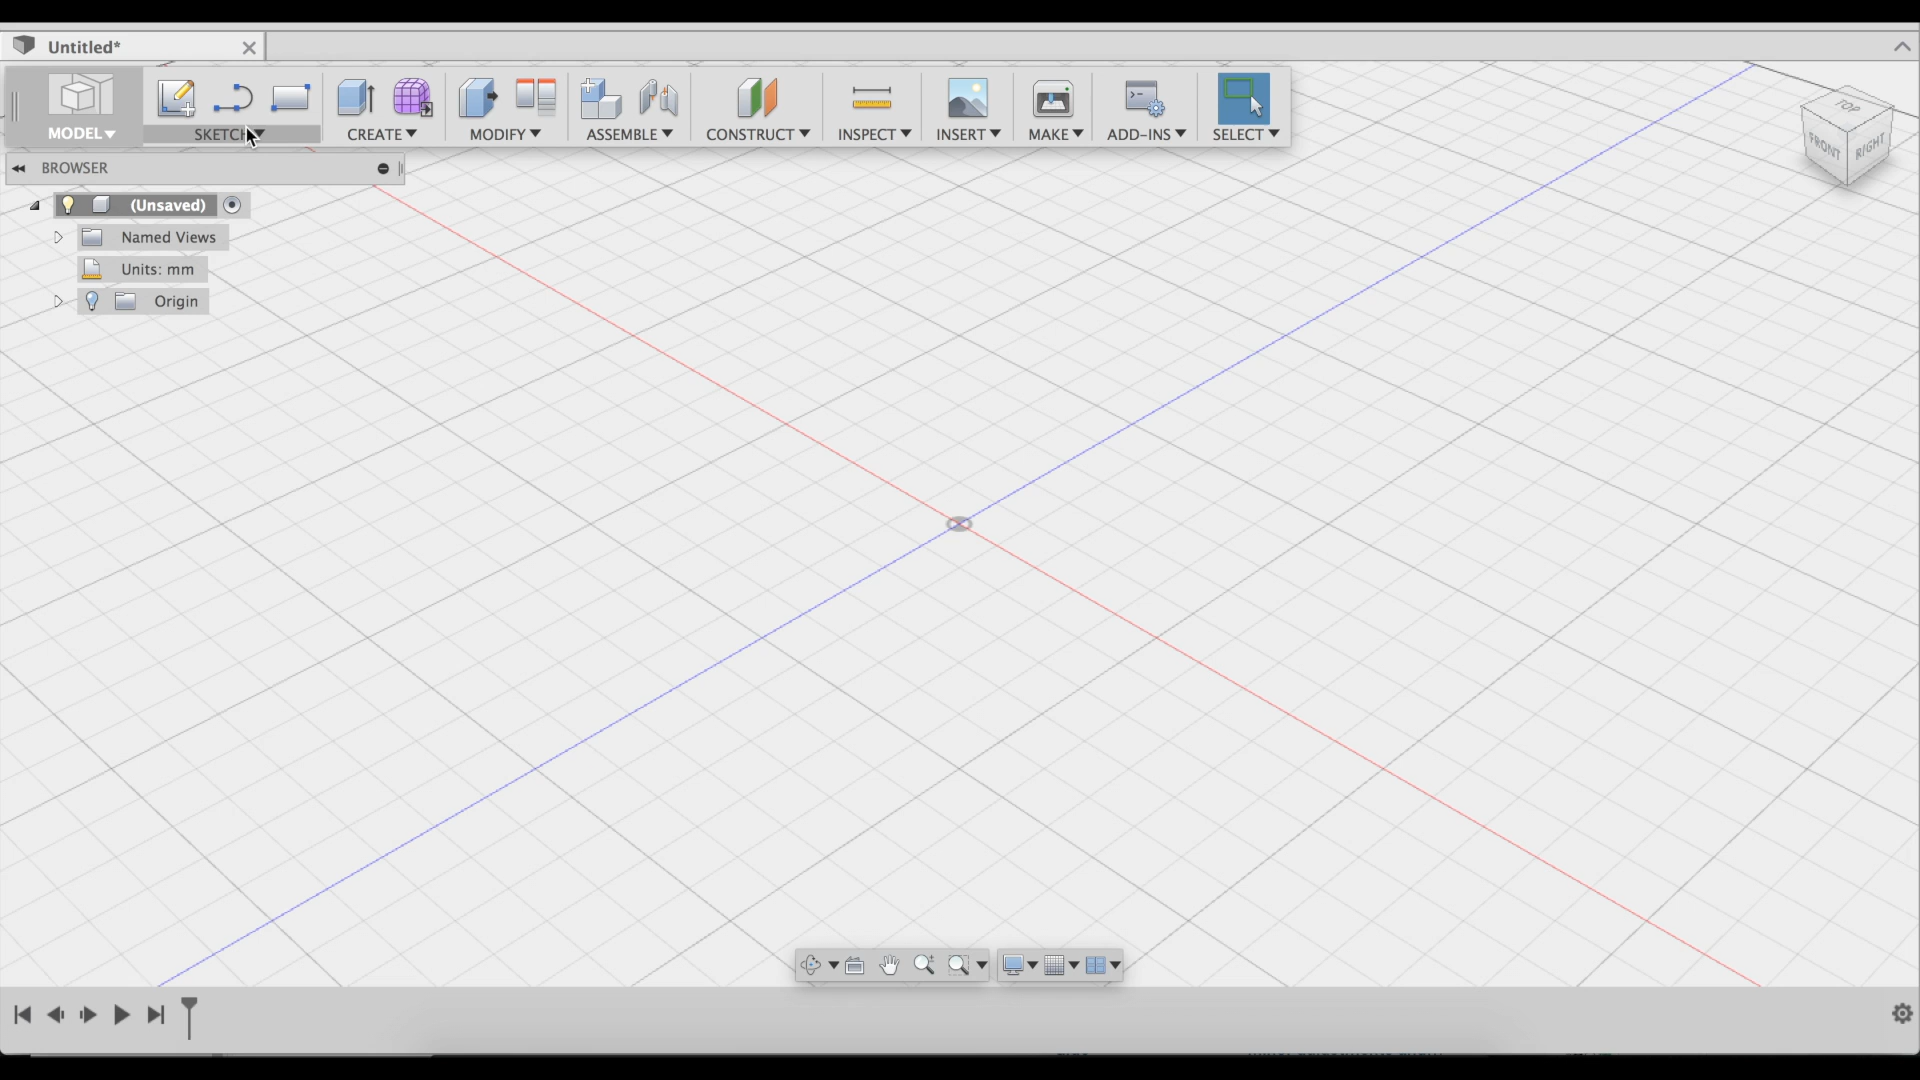 Untitled*
MODEL
SKETCH
CREATE
MODIFY
ASSEMBLE
CONSTRUCT
INSPECT
INSERT
MAKE
ADD-INS
SELECT
TOP
FRONT
RIGHT
BROWSER
(Unsaved)
Named Views
Units: mm
Origin